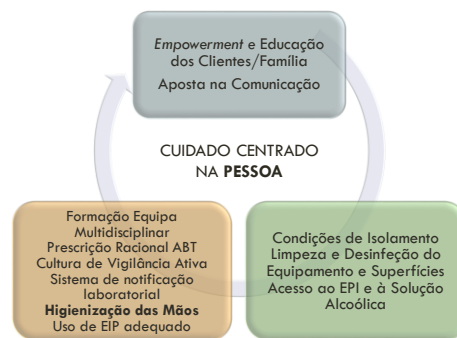 Empowerment e Educação
dos Clientes/Família
Aposta na Comunicação
CUIDADO CENTRADO
NA PESSOA
Formação Equipa
Multidisciplinar
Prescrição Racional ABT
Cultura de Vigilância Ativa
Sistema de notificação
laboratorial
Higienização das Mãos
Uso de EIP adequado
Condições de Isolamento
Limpeza e Desinfeção do
Equipamento e Superfícies
Acesso ao EPI e à Solução
Alcoólica